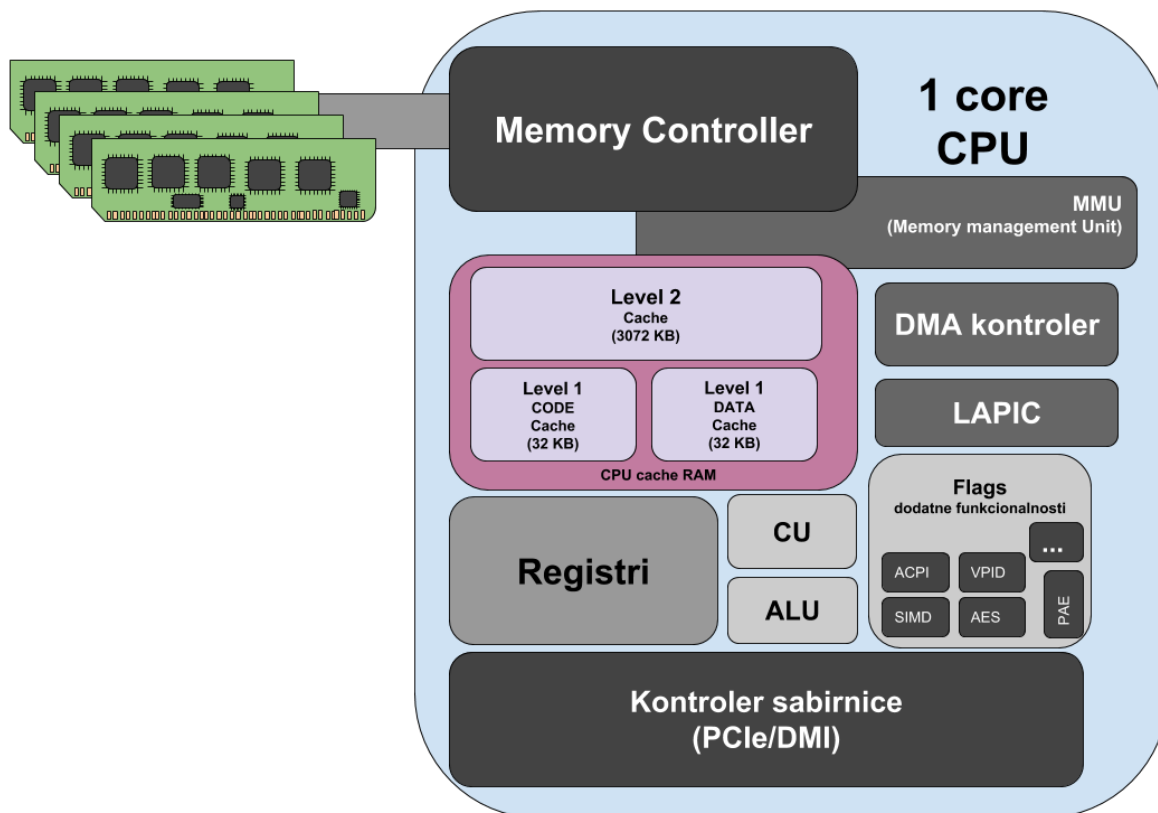 Memory Controller
1 core
CPU
MMU
(Memory management Unit)
Level 2
Cache
(3072 KB)
Level 1
CODE
Cache
(32 KB)
Level 1
DATA
Cache
(32 KB)
CPU cache RAM
DMA kontroler
LAPIC
Flags
dodatne funkcionalnosti
...
ACPI
VPID
SIMD
AES
PAE
Registri
CU
ALU
Kontroler sabirnice
(PCIe/DMI)